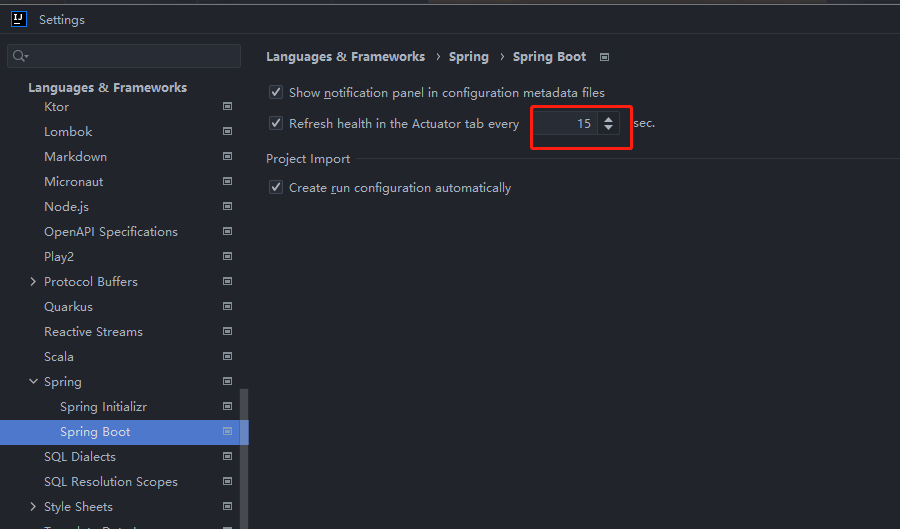 IJ Settings
Languages & Frameworks
Ktor
Lombok
Markdown
Micronaut
Node.js
OpenAPI Specifications
Play2
Protocol Buffers
Quarkus
Reactive Streams
Scala
Spring
Spring Initializr
Spring Boot
SQL Dialects
SQL Resolution Scopes
Style Sheets
Languages & Frameworks › Spring › Spring Boot
Show notification panel in configuration metadata files
Refresh health in the Actuator tab every 15 sec.
Project Import
Create run configuration automatically